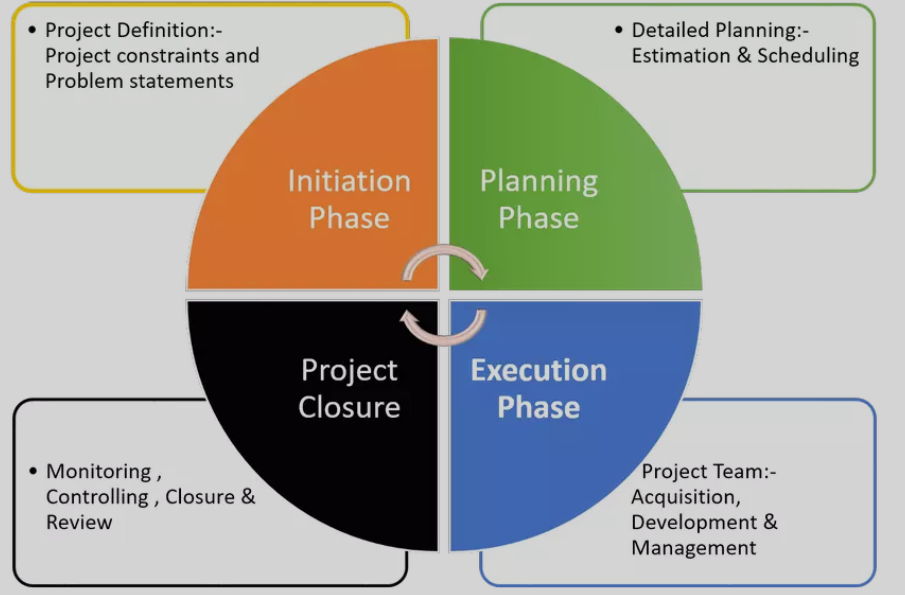 • Project Definition:-
Project constraints and
Problem statements
• Detailed Planning:-
Estimation & Scheduling
Initiation
Phase
Planning
Phase
Project
Closure
Execution
Phase
• Monitoring ,
Controlling , Closure &
Review
Project Team:-
Acquisition,
Development &
Management